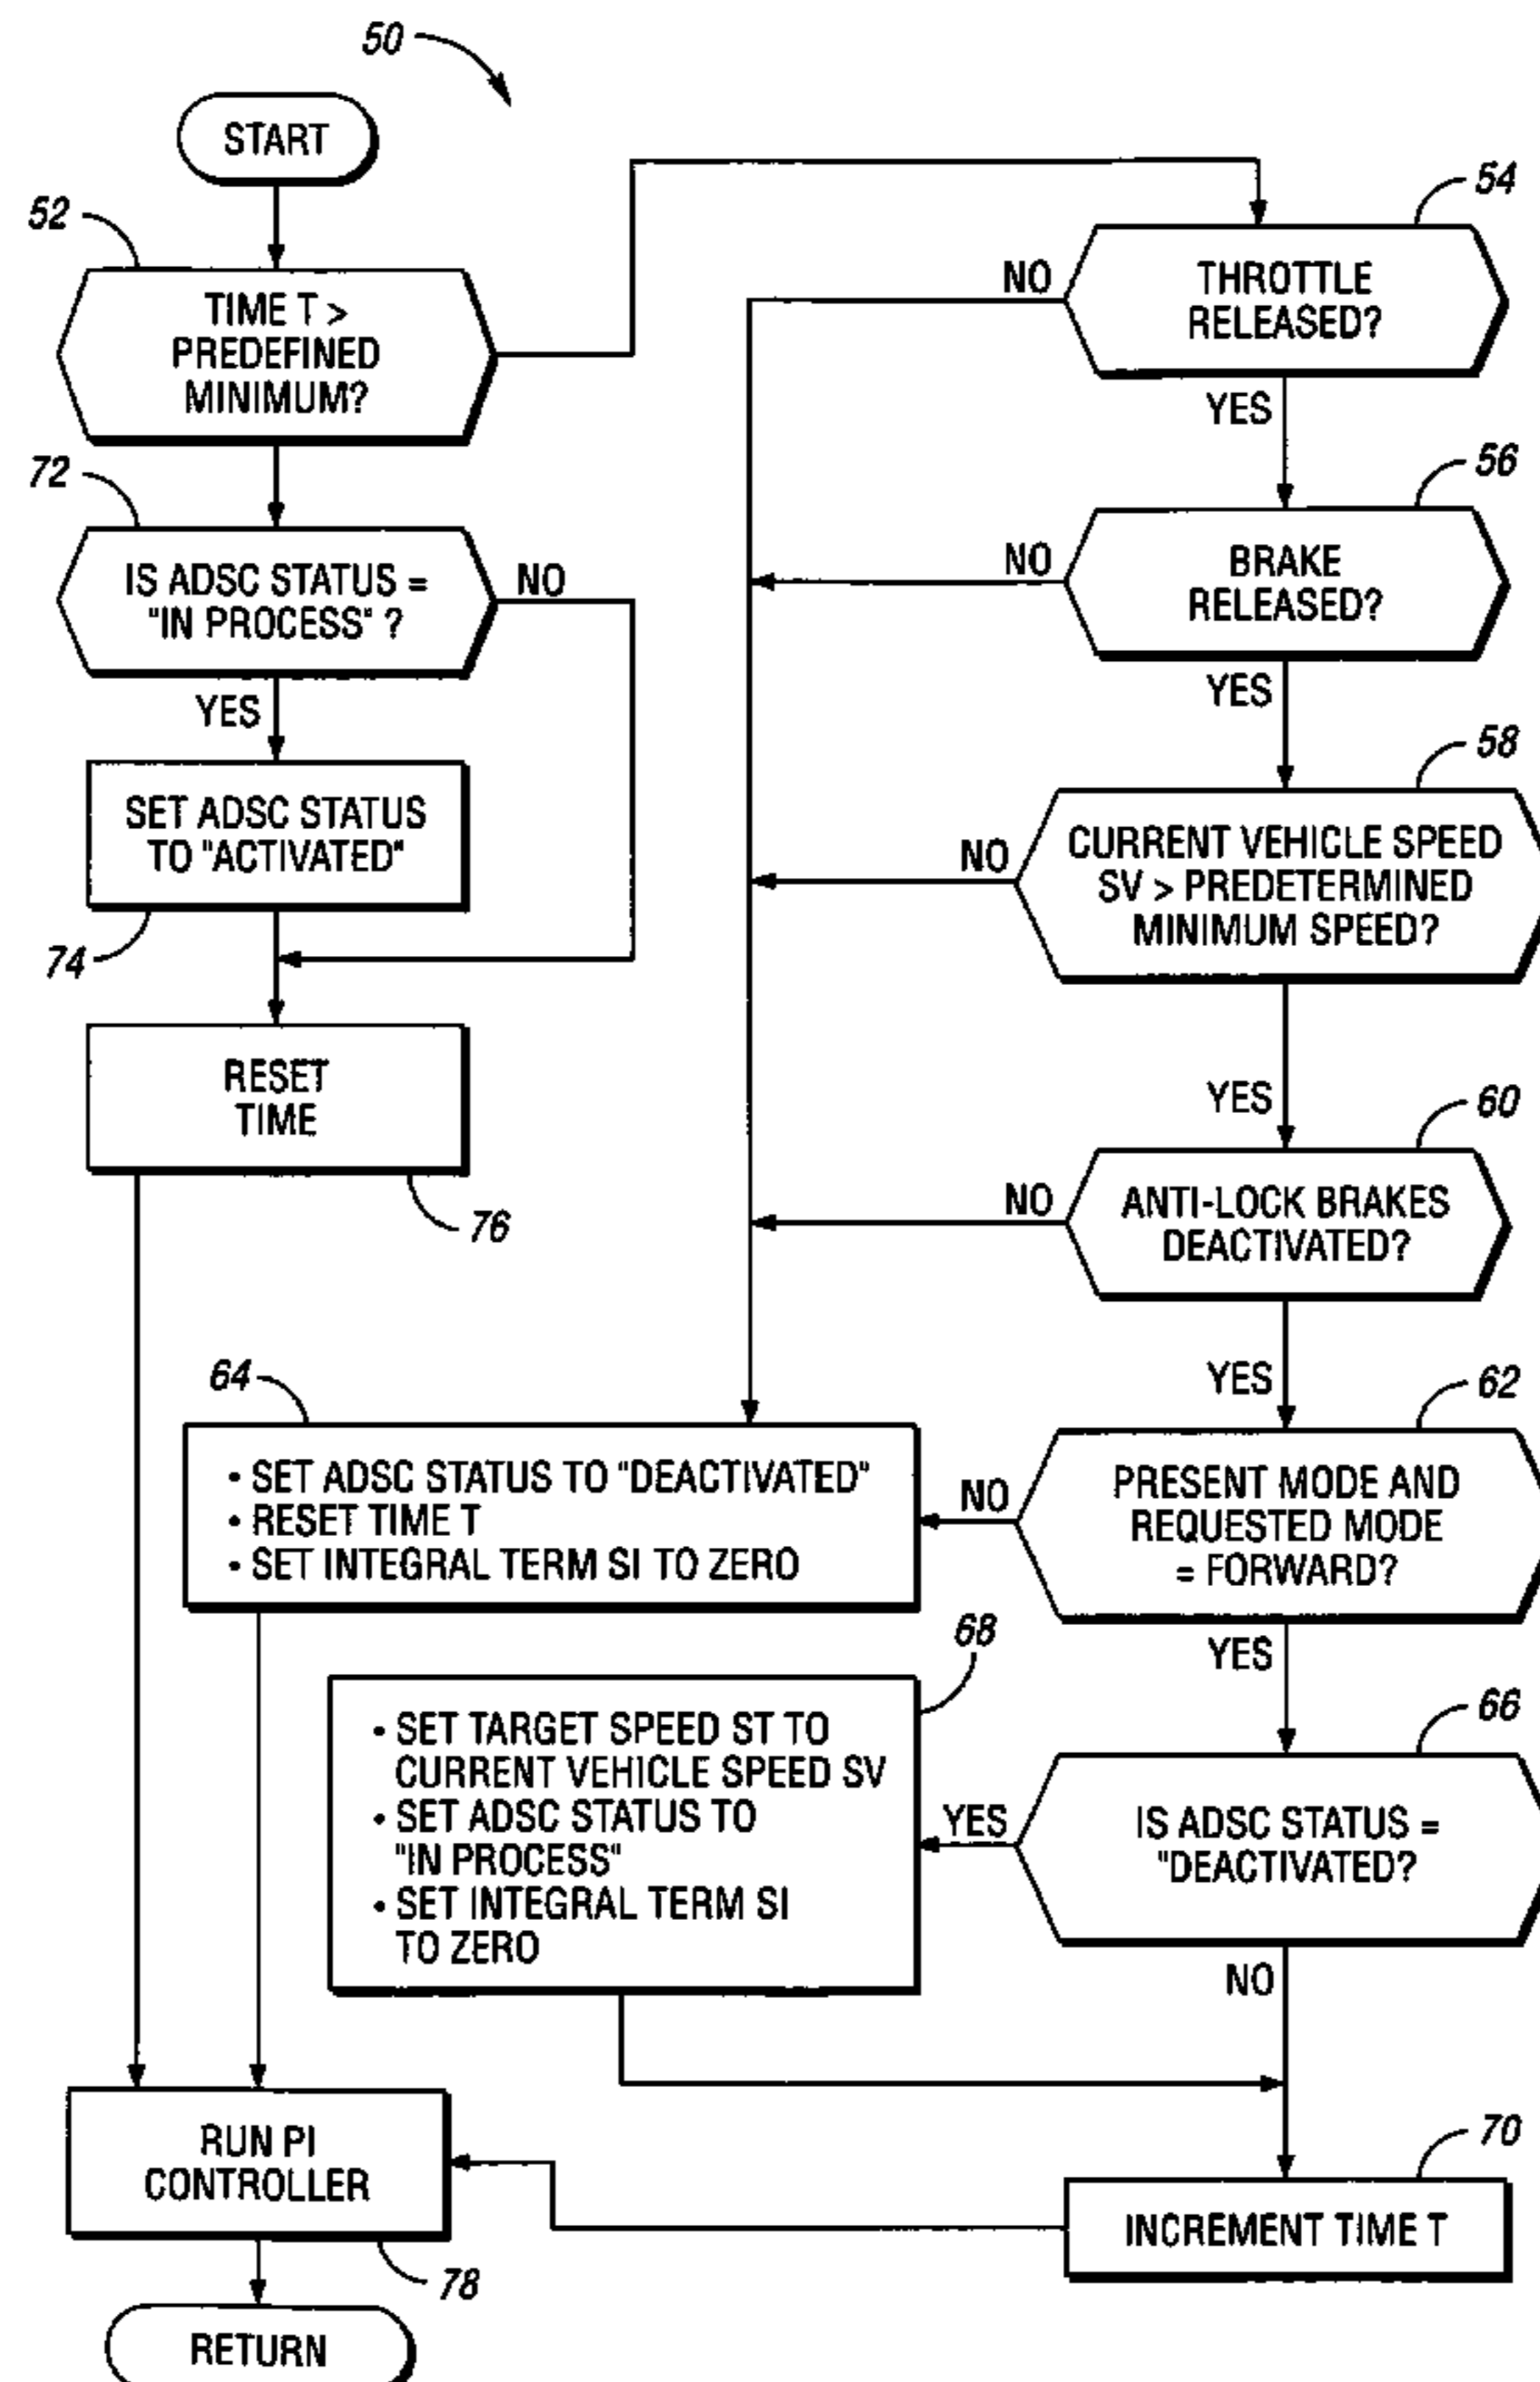 50
START
52
TIME T >
PREDEFINED
MINIMUM?
72
IS ADSC STATUS =
"IN PROCESS" ?
NO
YES
SET ADSC STATUS
TO "ACTIVATED"
74
RESET
TIME
76
54
THROTTLE
RELEASED?
NO
YES
56
BRAKE
RELEASED?
NO
YES
58
CURRENT VEHICLE SPEED
SV > PREDETERMINED
MINIMUM SPEED?
NO
YES
60
ANTI-LOCK BRAKES
DEACTIVATED?
NO
YES
62
PRESENT MODE AND
REQUESTED MODE
= FORWARD?
NO
YES
64
• SET ADSC STATUS TO "DEACTIVATED"
• RESET TIME T
• SET INTEGRAL TERM SI TO ZERO
66
IS ADSC STATUS =
"DEACTIVATED?
YES
NO
68
• SET TARGET SPEED ST TO
CURRENT VEHICLE SPEED SV
• SET ADSC STATUS TO
"IN PROCESS"
• SET INTEGRAL TERM SI
TO ZERO
70
INCREMENT TIME T
RUN PI
CONTROLLER
78
RETURN